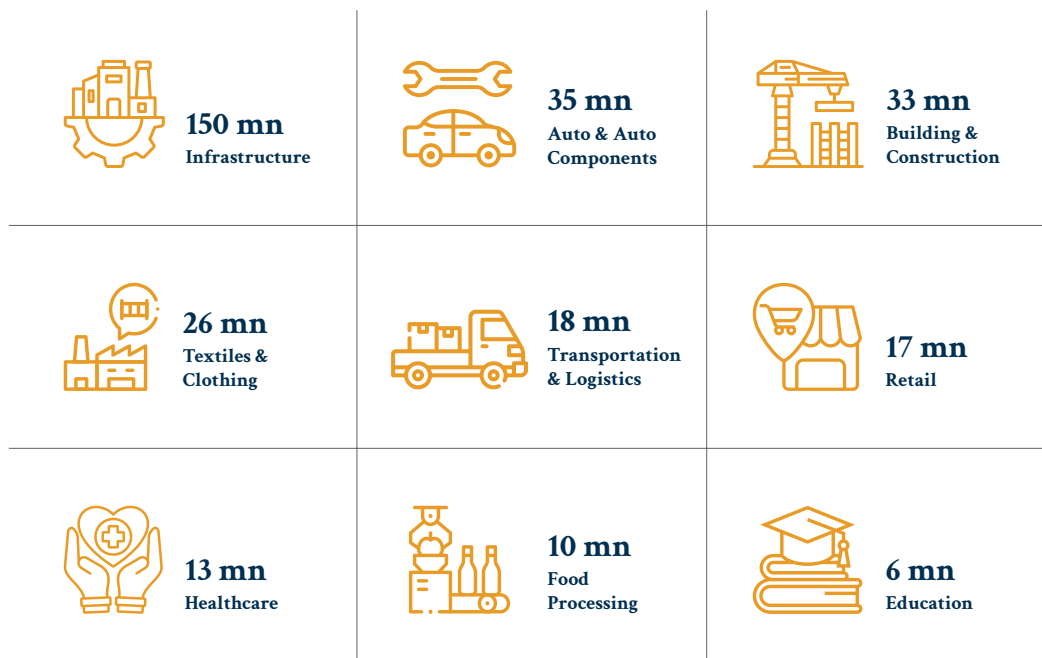 150 mn
Infrastructure
35 mn
Auto & Auto
Components
33 mn
Building &
Construction
26 mn
Textiles &
Clothing
18 mn
Transportation
& Logistics
17 mn
Retail
13 mn
Healthcare
10 mn
Food
Processing
6 mn
Education